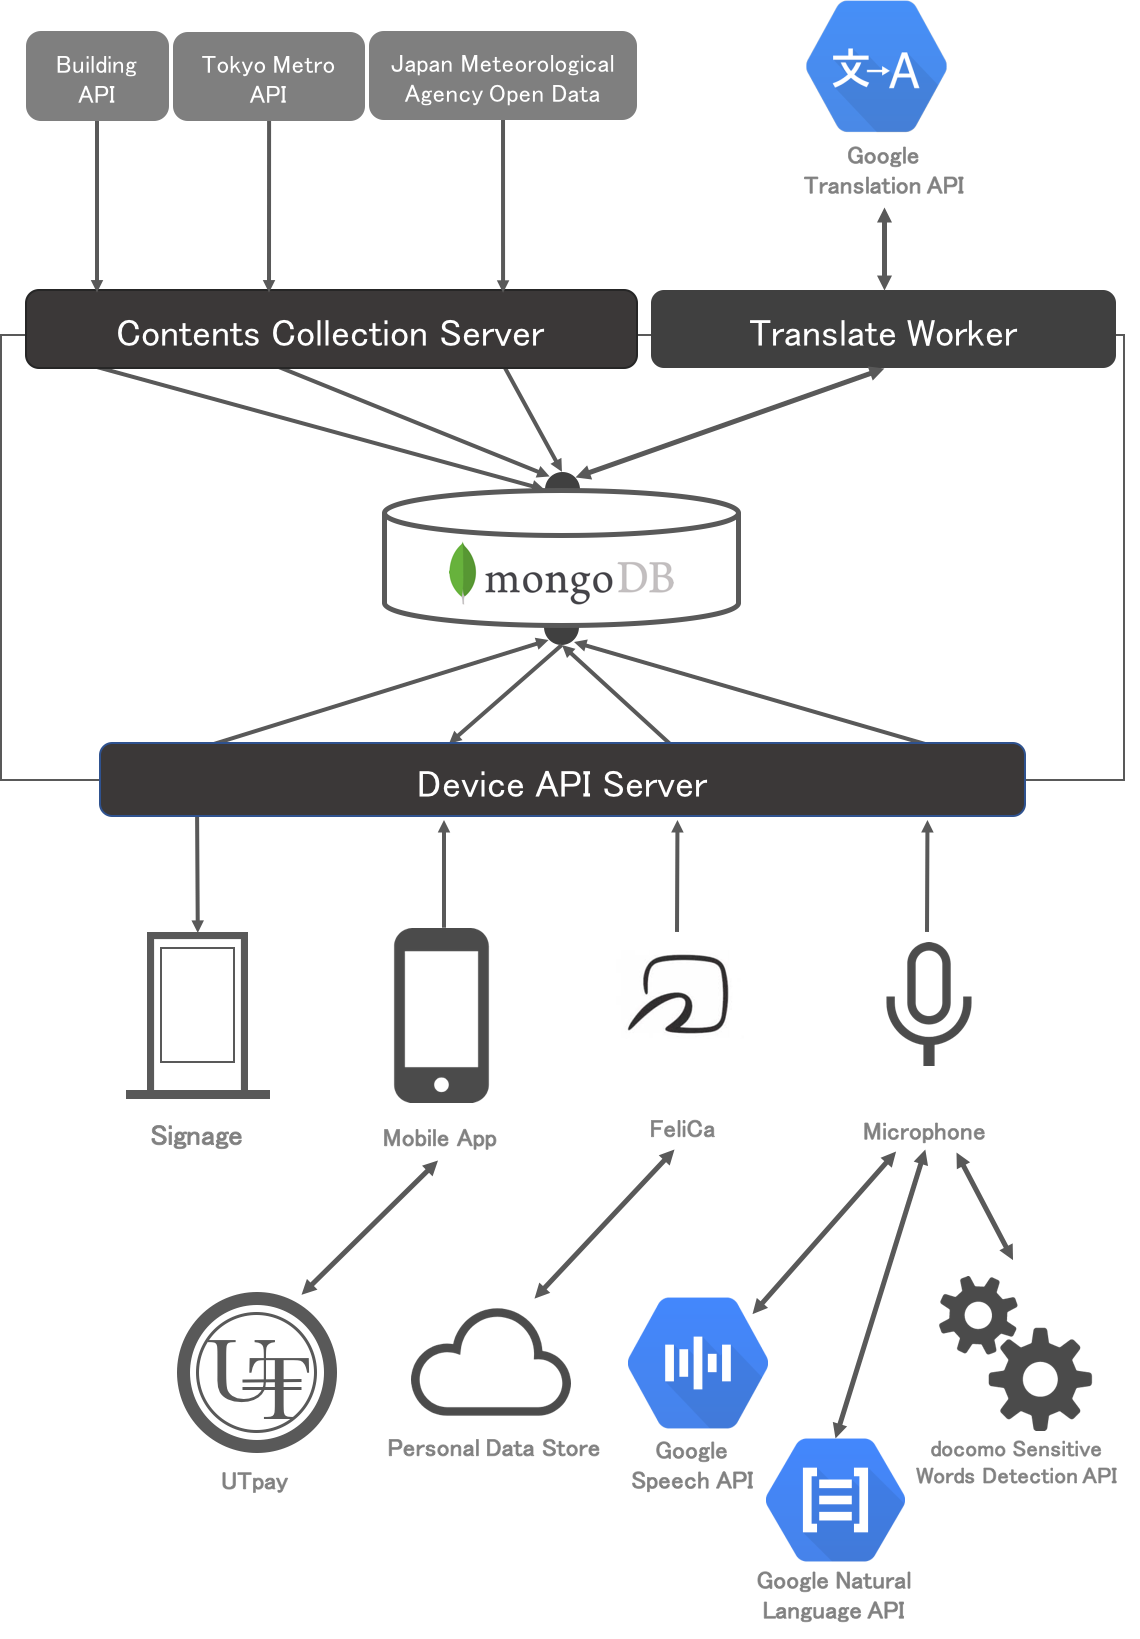 Building
API
Tokyo Metro
API
Japan Meteorological
Agency Open Data
文→A
Google
Translation API
Contents Collection Server
Translate Worker
mongoDB
Device API Server
Signage
Mobile App
FeliCa
Microphone
UT
UTpay
Personal Data Store
Google
Speech API
docomo Sensitive
Words Detection API
Google Natural
Language API